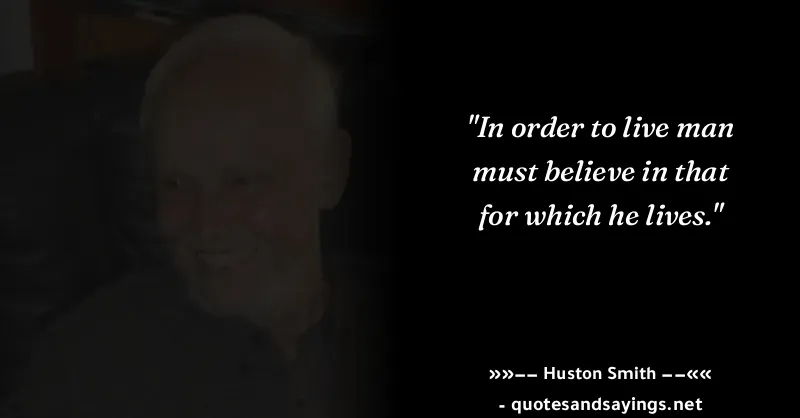 "In order to live man
must believe in that
for which he lives."
»»–– Huston Smith ––««
- quotesandsayings.net